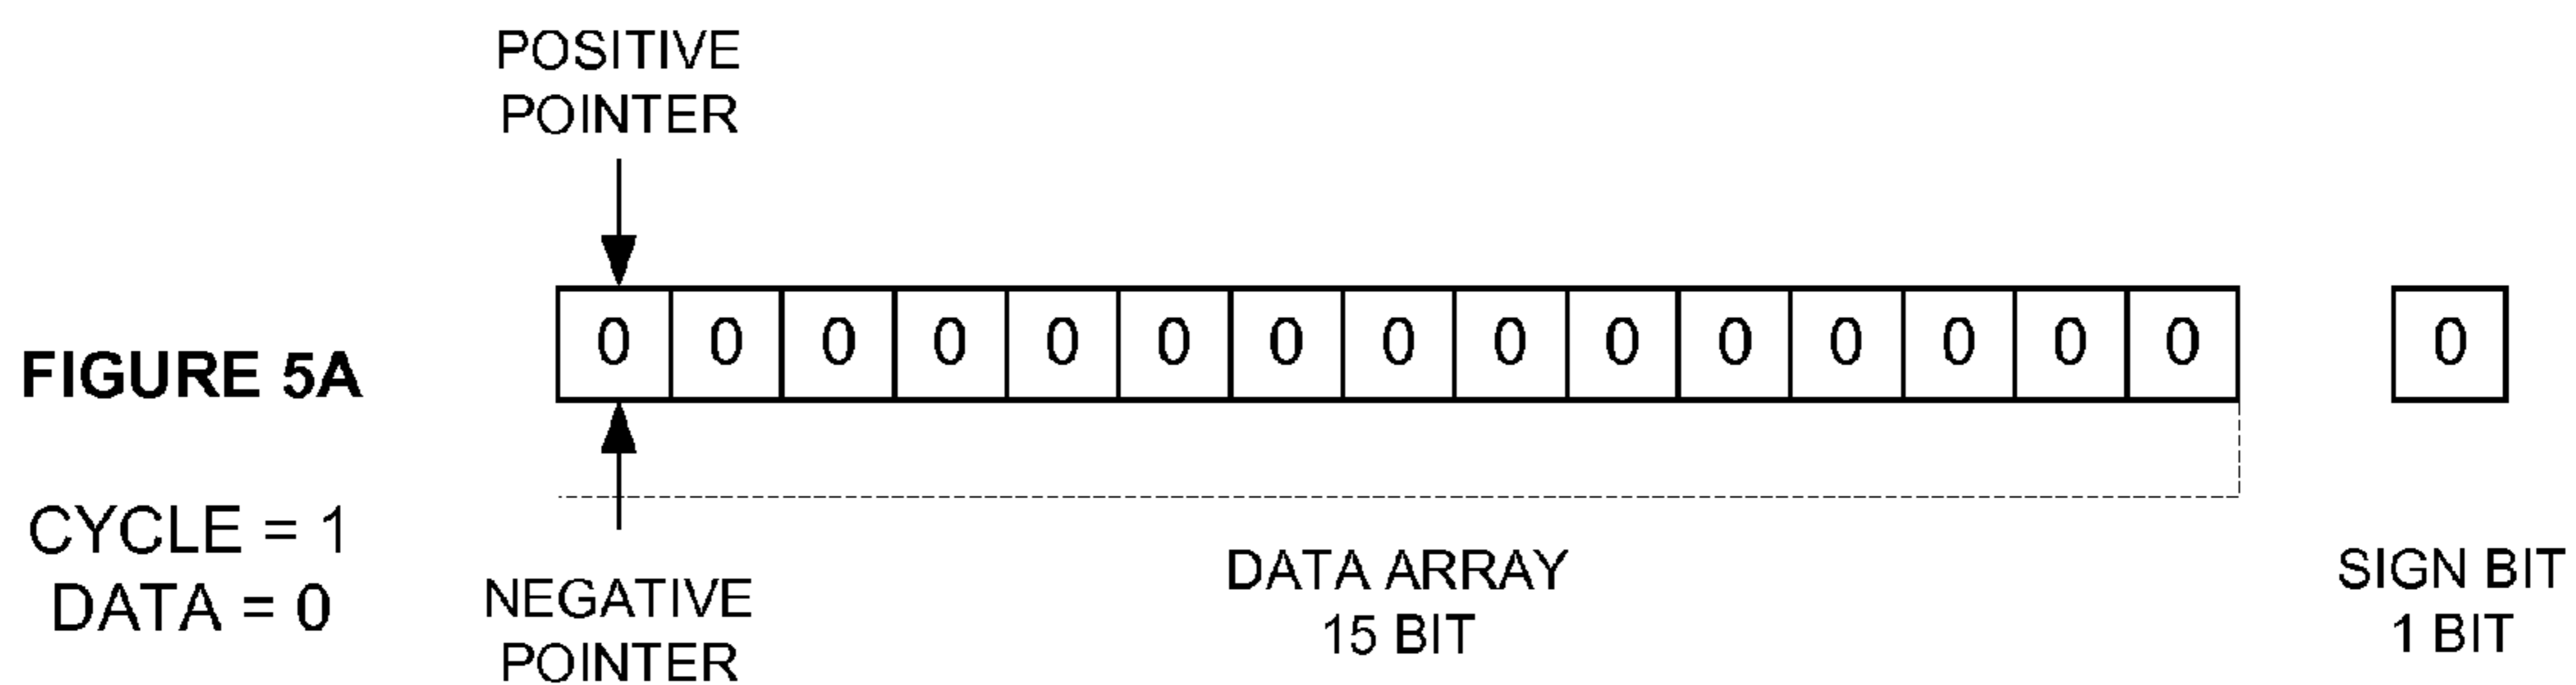 POSITIVE
POINTER
0 0 0 0 0 0 0 0 0 0 0 0 0 0 0 0
FIGURE 5A
CYCLE = 1
DATA = 0
NEGATIVE
POINTER
DATA ARRAY
15 BIT
SIGN BIT
1 BIT